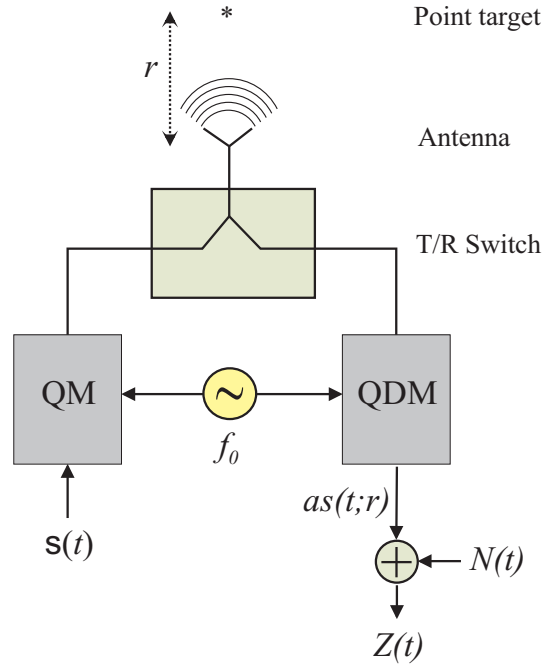 *
Point target
r
Antenna
T/R Switch
QM
~
QDM
f₀
as(t;r)
s(t)
+
N(t)
Z(t)